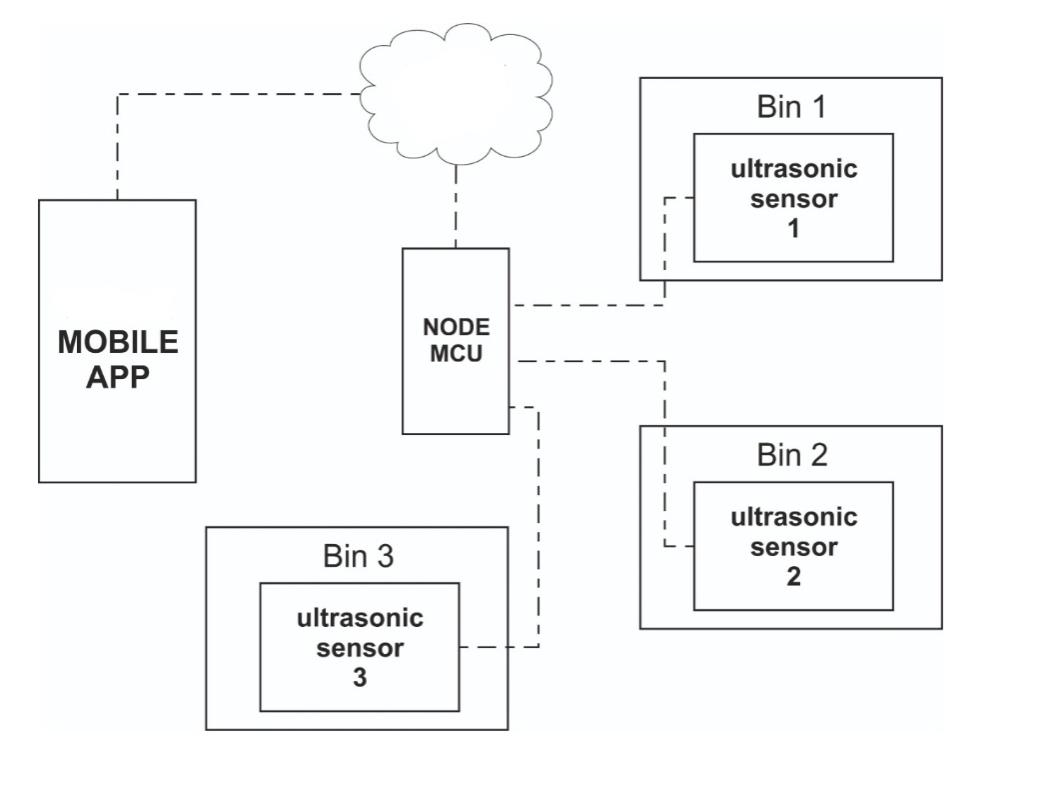 Bin 1
ultrasonic
sensor
1
NODE
MCU
MOBILE
APP
Bin 2
ultrasonic
sensor
2
Bin 3
ultrasonic
sensor
3